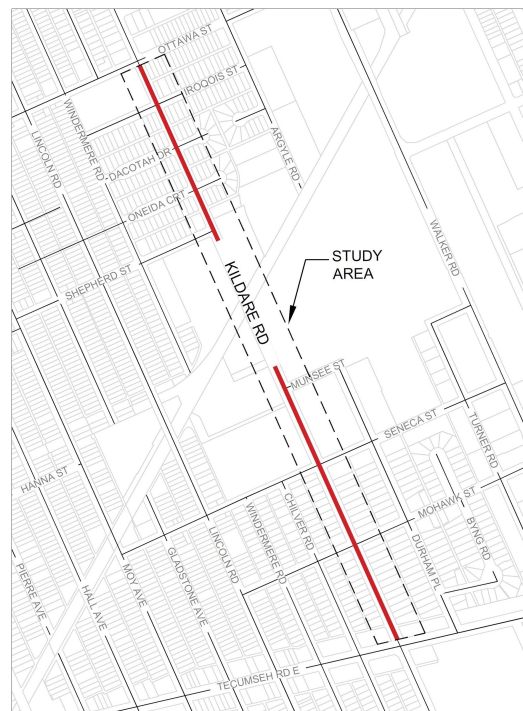 OTTAWA ST
IROQOIS ST
WINDERMERE RD
LINCOLN RD
DACOTAH DR
ARGYLE RD
ONEIDA CRT
WALKER RD
SHEPHERD ST
KILDARE RD
STUDY
AREA
MUNSEE ST
SENECA ST
TURNER RD
HANNA ST
MOHAWK ST
CHILVER RD
WINDERMERE RD
LINCOLN RD
BYNG RD
DURHAM PL
GLADSTONE AVE
MOY AVE
HALL AVE
PIERRE AVE
TECUMSEH RD E